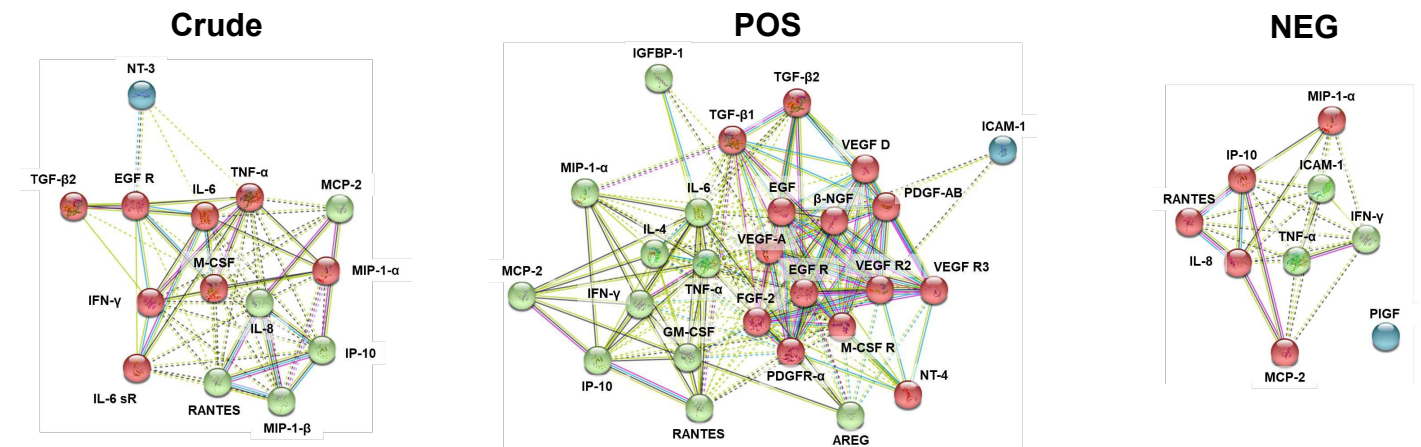 Crude
NT-3
TGF-β2
EGF R
IL-6
TNF-α
MCP-2
M-CSF
MIP-1-α
IFN-γ
IL-8
IP-10
IL-6 sR
RANTES
MIP-1-β
POS
IGFBP-1
TGF-β2
TGF-β1
ICAM-1
VEGF D
MIP-1-α
IL-6
EGF
β-NGF
PDGF-AB
IL-4
VEGF-A
MCP-2
IFN-γ
TNF-α
EGF R
VEGF R2
VEGF R3
FGF-2
GM-CSF
M-CSF R
IP-10
PDGFR-α
NT-4
RANTES
AREG
NEG
MIP-1-α
IP-10
ICAM-1
RANTES
IFN-γ
TNF-α
IL-8
PIGF
MCP-2